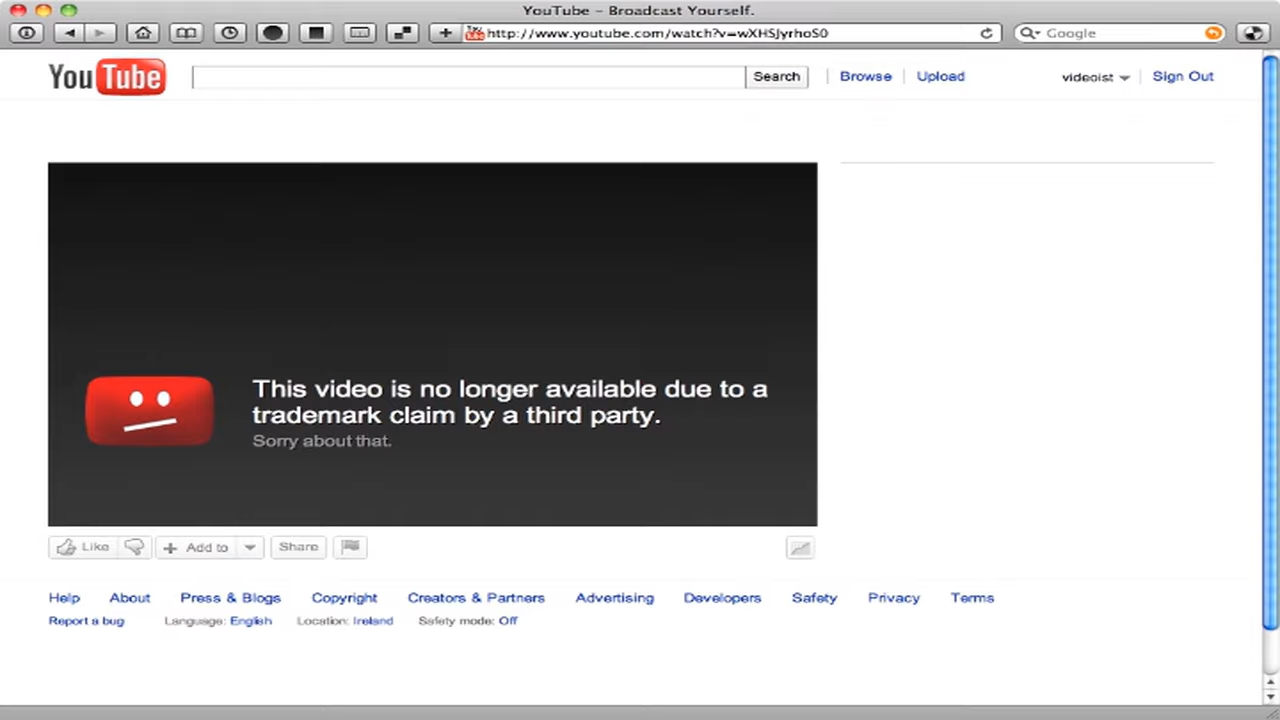 YouTube – Broadcast Yourself.
http://www.youtube.com/watch?v=wXHSJyrhoS0 Google
YouTube Search Browse Upload videoist Sign Out
This video is no longer available due to a
trademark claim by a third party.
Sorry about that.
Like Add to Share
Help About Press & Blogs Copyright Creators & Partners Advertising Developers Safety Privacy Terms
Report a bug Language: English Location: Ireland Safety mode: Off